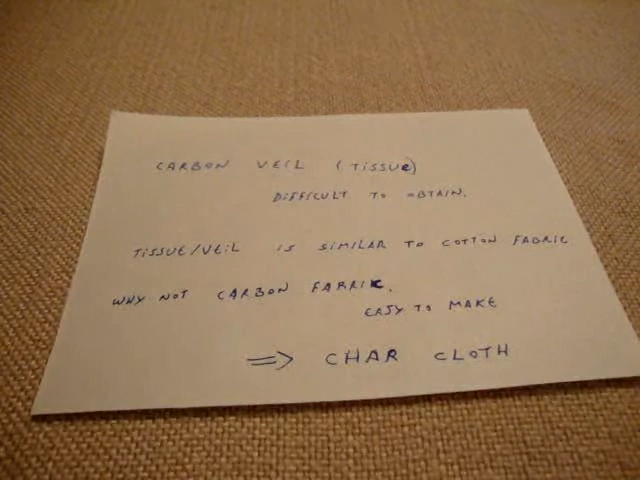 CARBON VEIL (TISSUE)
DIFFICULT TO OBTAIN.
TISSUE/VEIL IS SIMILAR TO COTTON FABRIC
WHY NOT CARBON FABRIC.
EASY TO MAKE
⇒ CHAR CLOTH